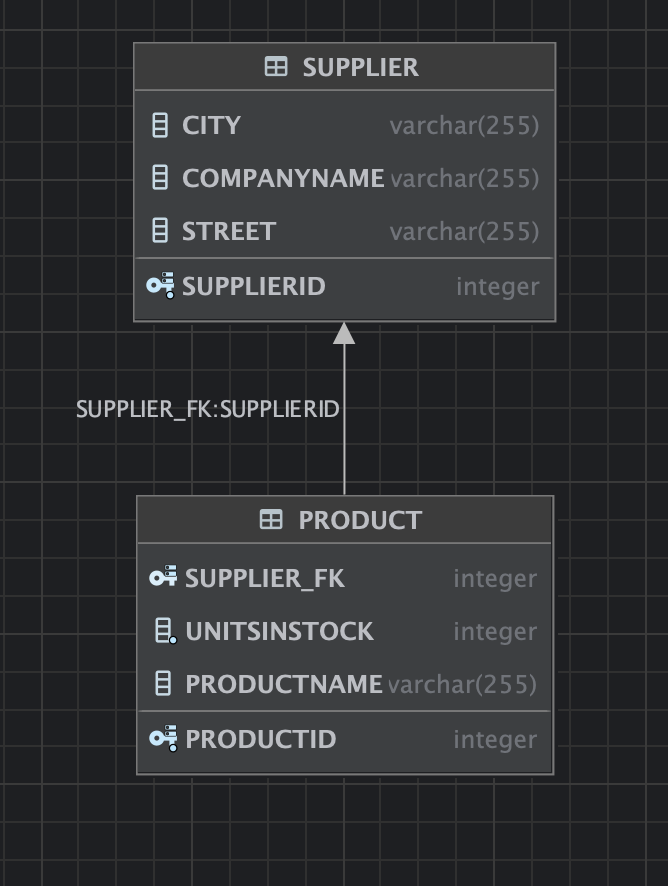 SUPPLIER
CITY varchar(255)
COMPANYNAME varchar(255)
STREET varchar(255)
SUPPLIERID integer
SUPPLIER_FK:SUPPLIERID
PRODUCT
SUPPLIER_FK integer
UNITSINSTOCK integer
PRODUCTNAME varchar(255)
PRODUCTID integer